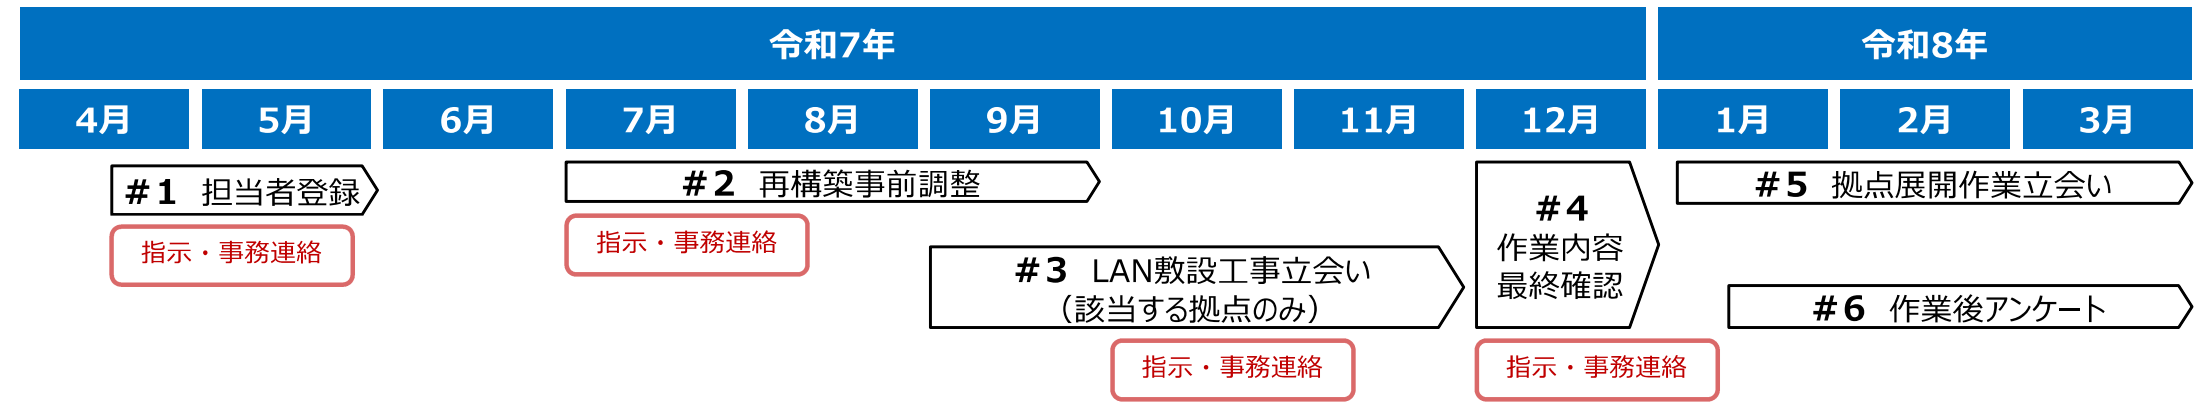 令和7年
令和8年
4月
5月
6月
7月
8月
9月
10月
11月
12月
1月
2月
3月
#1 担当者登録
指示・事務連絡
#2 再構築事前調整
指示・事務連絡
#3 LAN敷設工事立会い
（該当する拠点のみ）
指示・事務連絡
#4
作業内容
最終確認
指示・事務連絡
#5 拠点展開作業立会い
#6 作業後アンケート